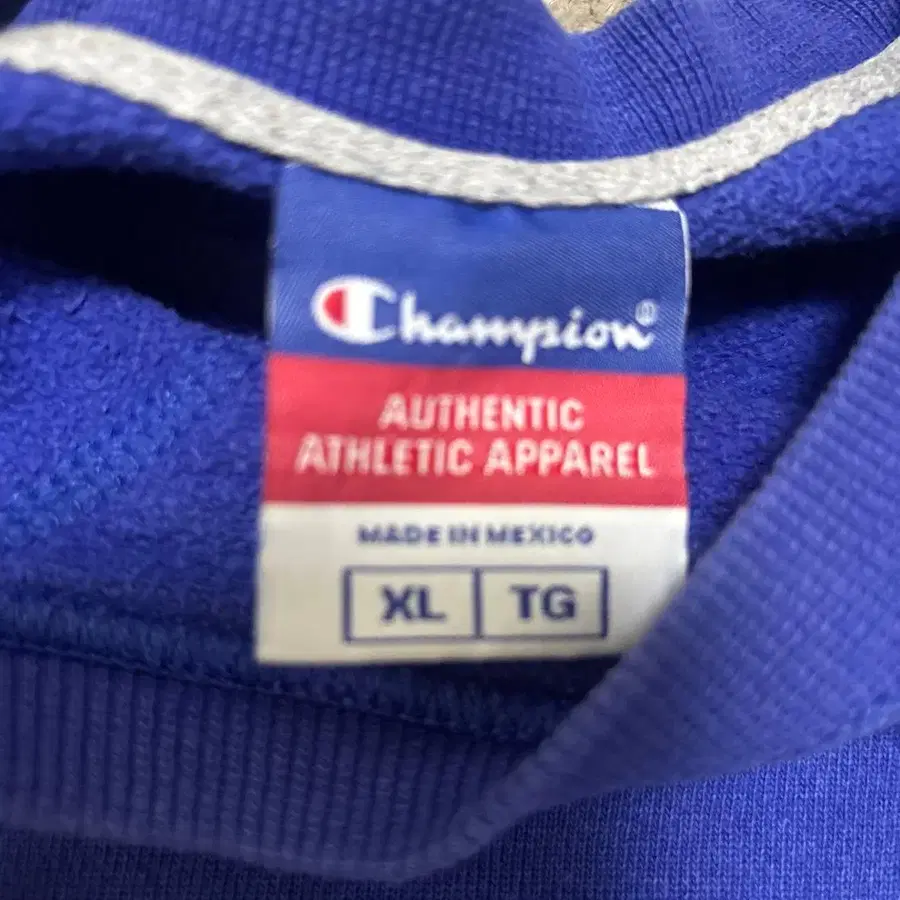 Champion®
AUTHENTIC
ATHLETIC APPAREL
MADE IN MEXICO
XL TG